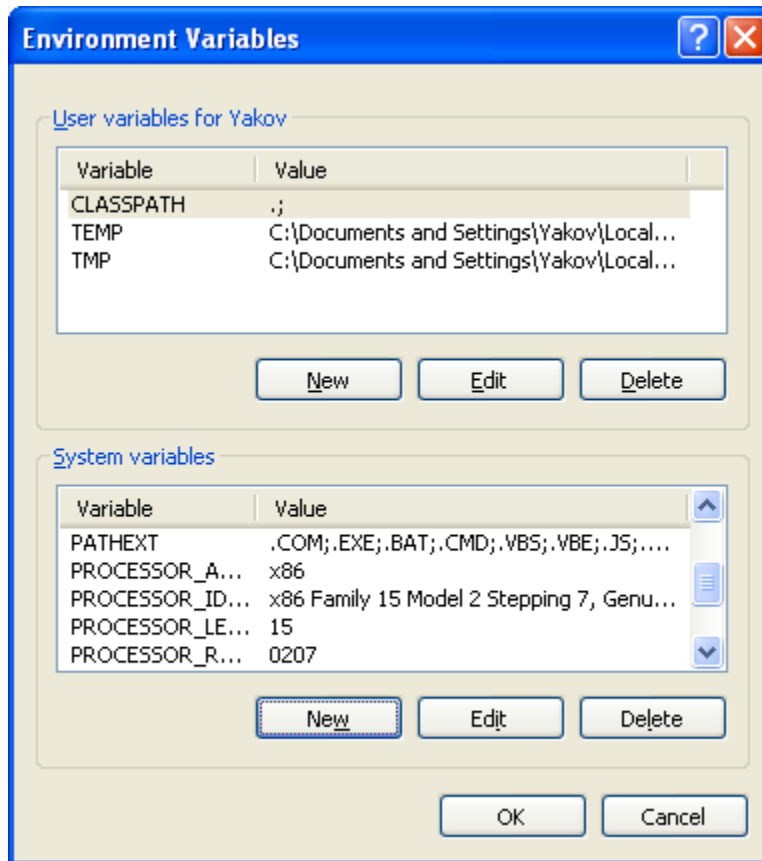 Environment Variables
User variables for Yakov
Variable Value
CLASSPATH .;
TEMP C:\Documents and Settings\Yakov\Local...
TMP C:\Documents and Settings\Yakov\Local...
New Edit Delete
System variables
Variable Value
PATHEXT .COM;.EXE;.BAT;.CMD;.VBS;.VBE;.JS;....
PROCESSOR_A... x86
PROCESSOR_ID... x86 Family 15 Model 2 Stepping 7, Genu...
PROCESSOR_LE... 15
PROCESSOR_R... 0207
New Edit Delete
OK Cancel